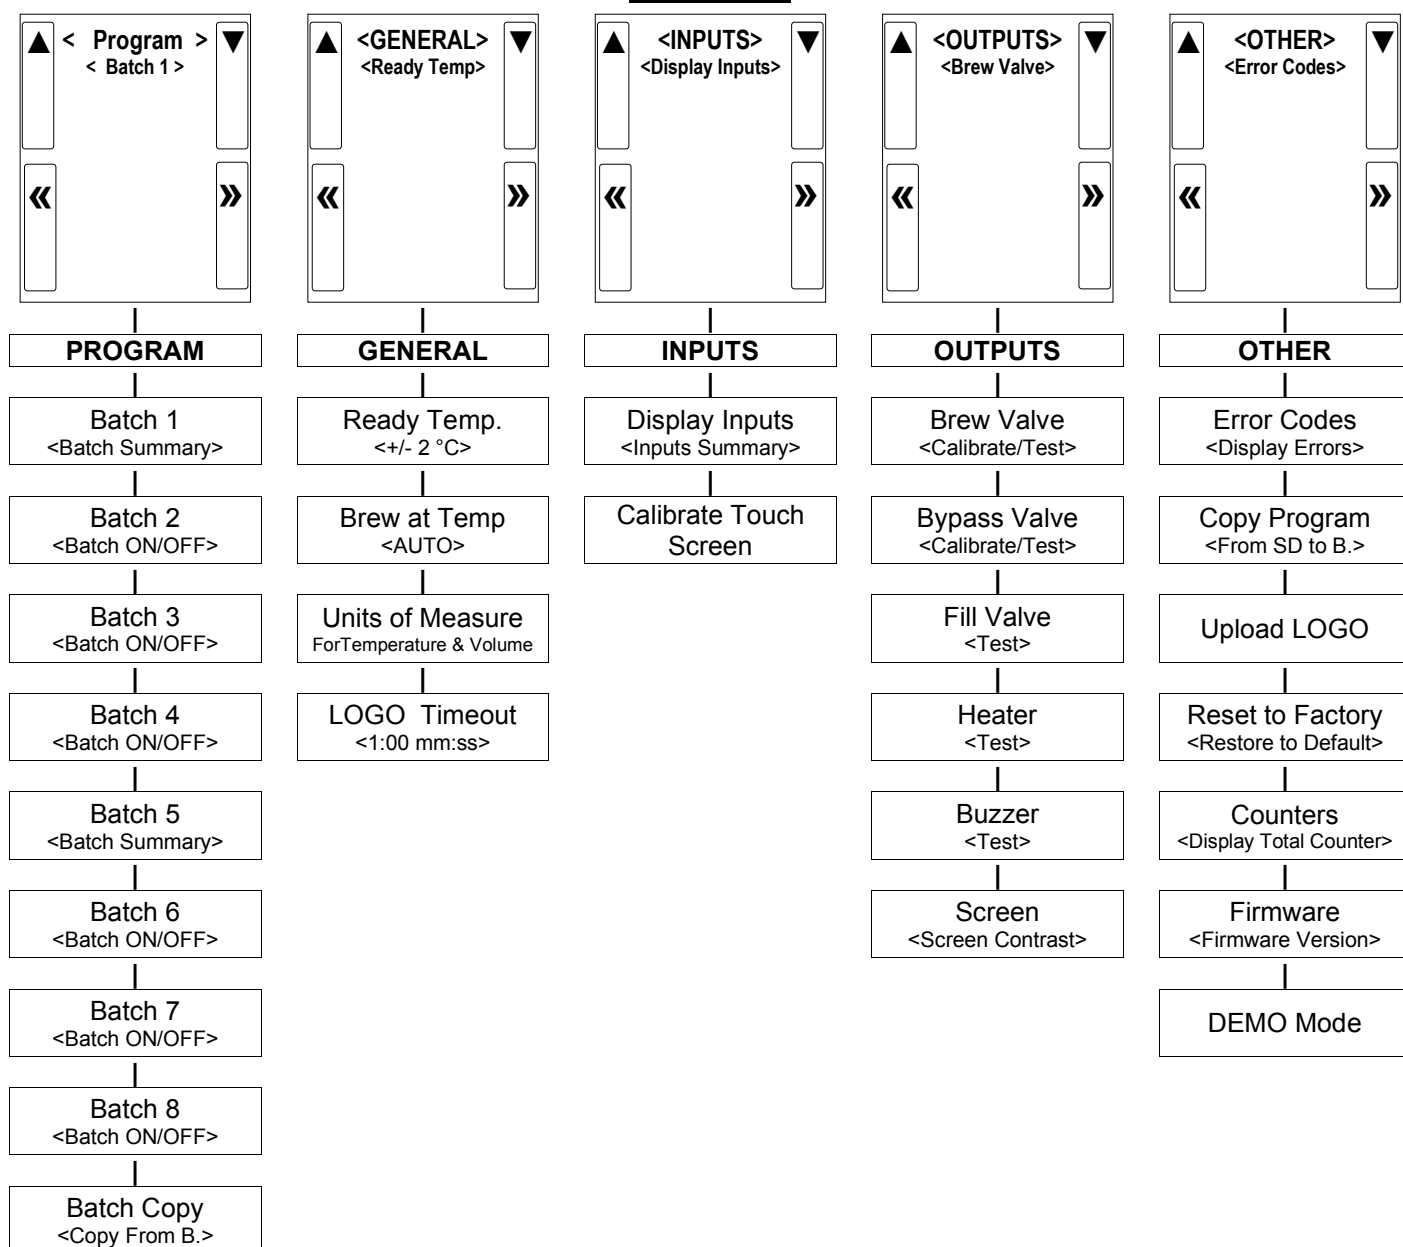 ▲ < Program > ▼
< Batch 1 >
« »
▲ <GENERAL> ▼
<Ready Temp>
« »
▲ <INPUTS> ▼
<Display Inputs>
« »
▲ <OUTPUTS> ▼
<Brew Valve>
« »
▲ <OTHER> ▼
<Error Codes>
« »
PROGRAM
Batch 1
<Batch Summary>
Batch 2
<Batch ON/OFF>
Batch 3
<Batch ON/OFF>
Batch 4
<Batch ON/OFF>
Batch 5
<Batch Summary>
Batch 6
<Batch ON/OFF>
Batch 7
<Batch ON/OFF>
Batch 8
<Batch ON/OFF>
Batch Copy
<Copy From B.>
GENERAL
Ready Temp.
<+/- 2 °C>
Brew at Temp
<AUTO>
Units of Measure
ForTemperature & Volume
LOGO Timeout
<1:00 mm:ss>
INPUTS
Display Inputs
<Inputs Summary>
Calibrate Touch
Screen
OUTPUTS
Brew Valve
<Calibrate/Test>
Bypass Valve
<Calibrate/Test>
Fill Valve
<Test>
Heater
<Test>
Buzzer
<Test>
Screen
<Screen Contrast>
OTHER
Error Codes
<Display Errors>
Copy Program
<From SD to B.>
Upload LOGO
Reset to Factory
<Restore to Default>
Counters
<Display Total Counter>
Firmware
<Firmware Version>
DEMO Mode